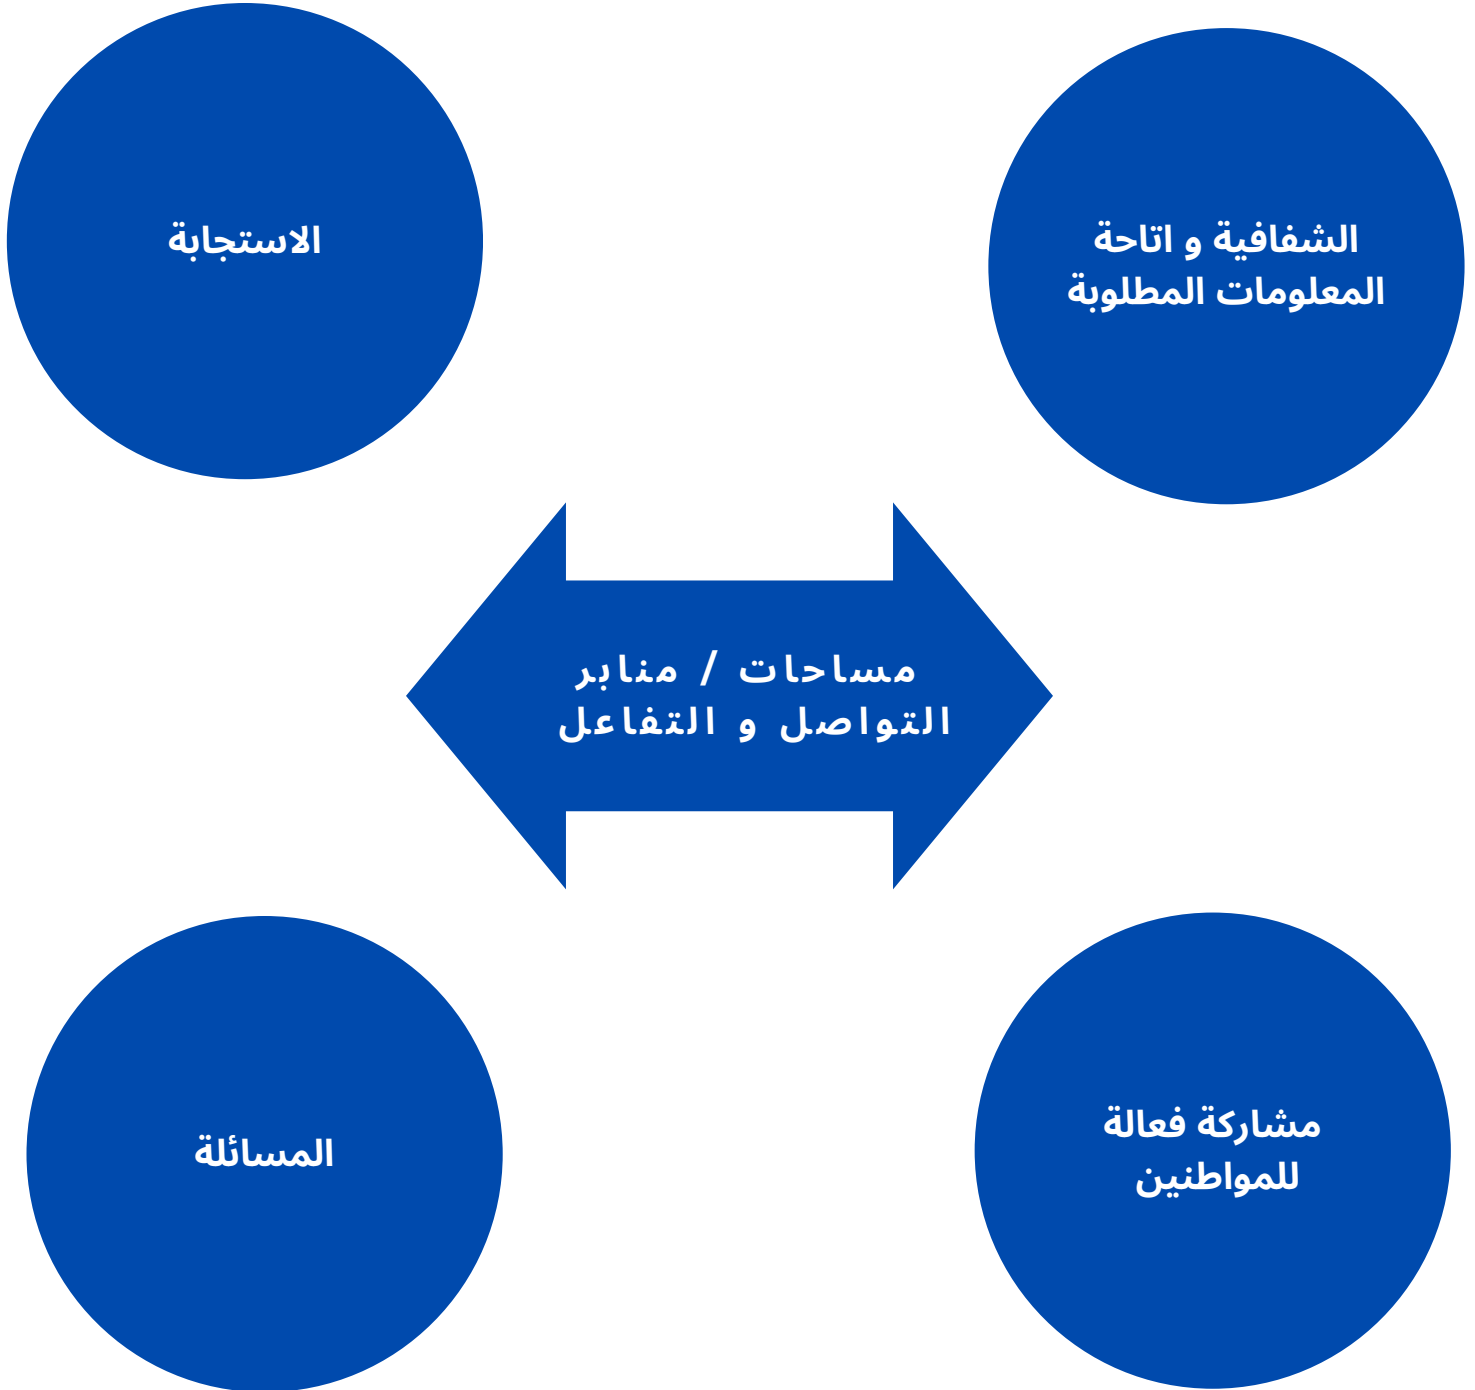 الشفافية و اتاحة
المعلومات المطلوبة
الاستجابة
مساحات / منابر
التواصل و التفاعل
مشاركة فعالة
للمواطنين
المسائلة